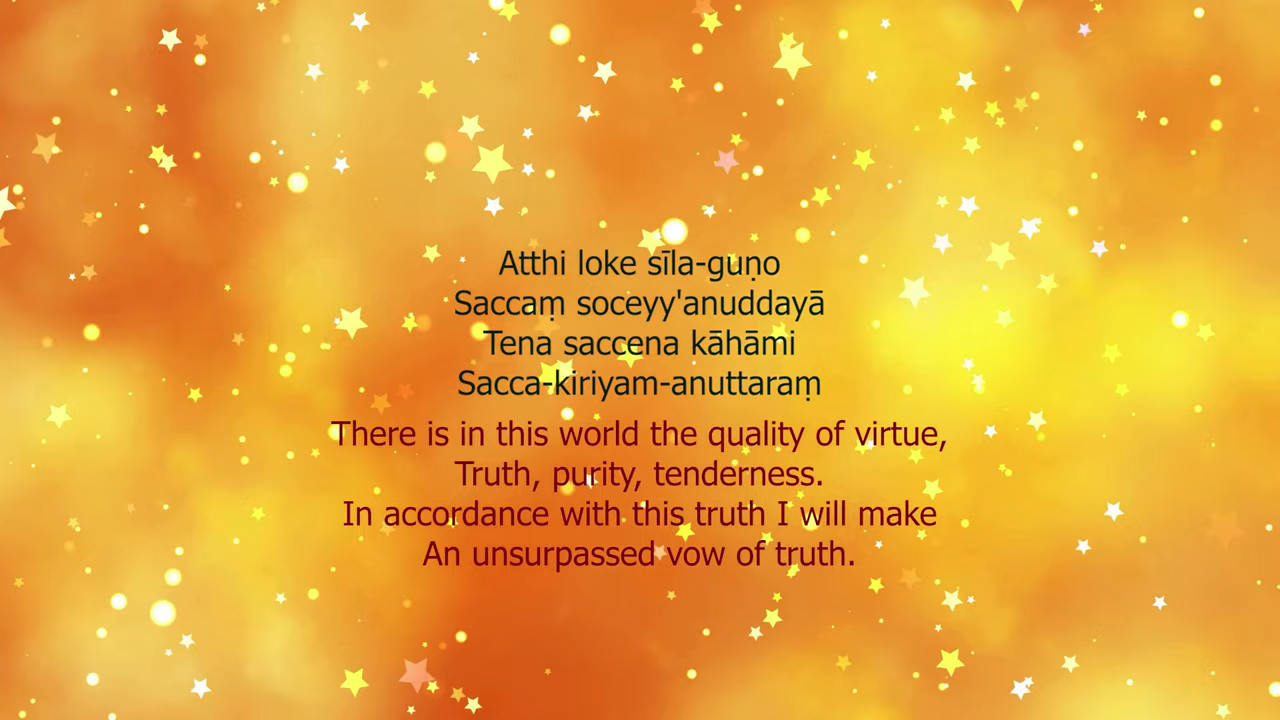 Atthi loke sīla-guṇo
Saccaṃ soceyy'anuddayā
Tena saccena kāhāmi
Sacca-kiriyam-anuttaraṃ
There is in this world the quality of virtue,
Truth, purity, tenderness.
In accordance with this truth I will make
An unsurpassed vow of truth.